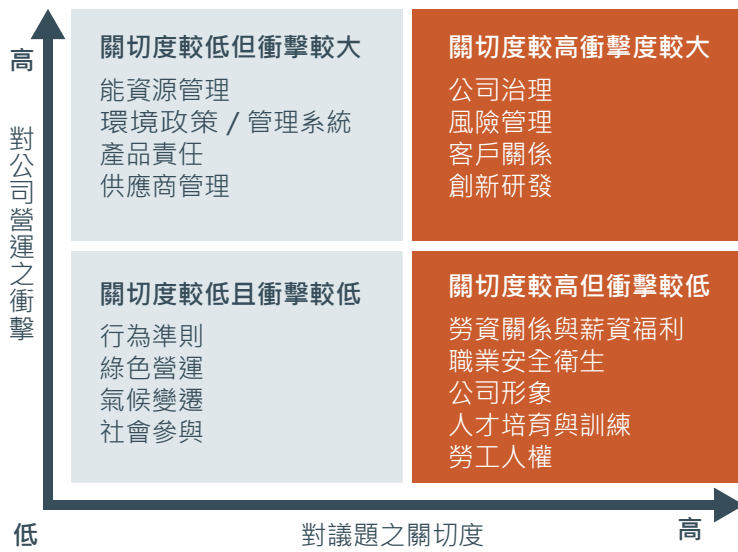 高
對公司營運之衝擊
關切度較低但衝擊較大
能資源管理
環境政策 / 管理系統
產品責任
供應商管理
關切度較高衝擊度較大
公司治理
風險管理
客戶關係
創新研發
關切度較低且衝擊較低
行為準則
綠色營運
氣候變遷
社會參與
關切度較高但衝擊較低
勞資關係與薪資福利
職業安全衛生
公司形象
人才培育與訓練
勞工人權
低
對議題之關切度
高